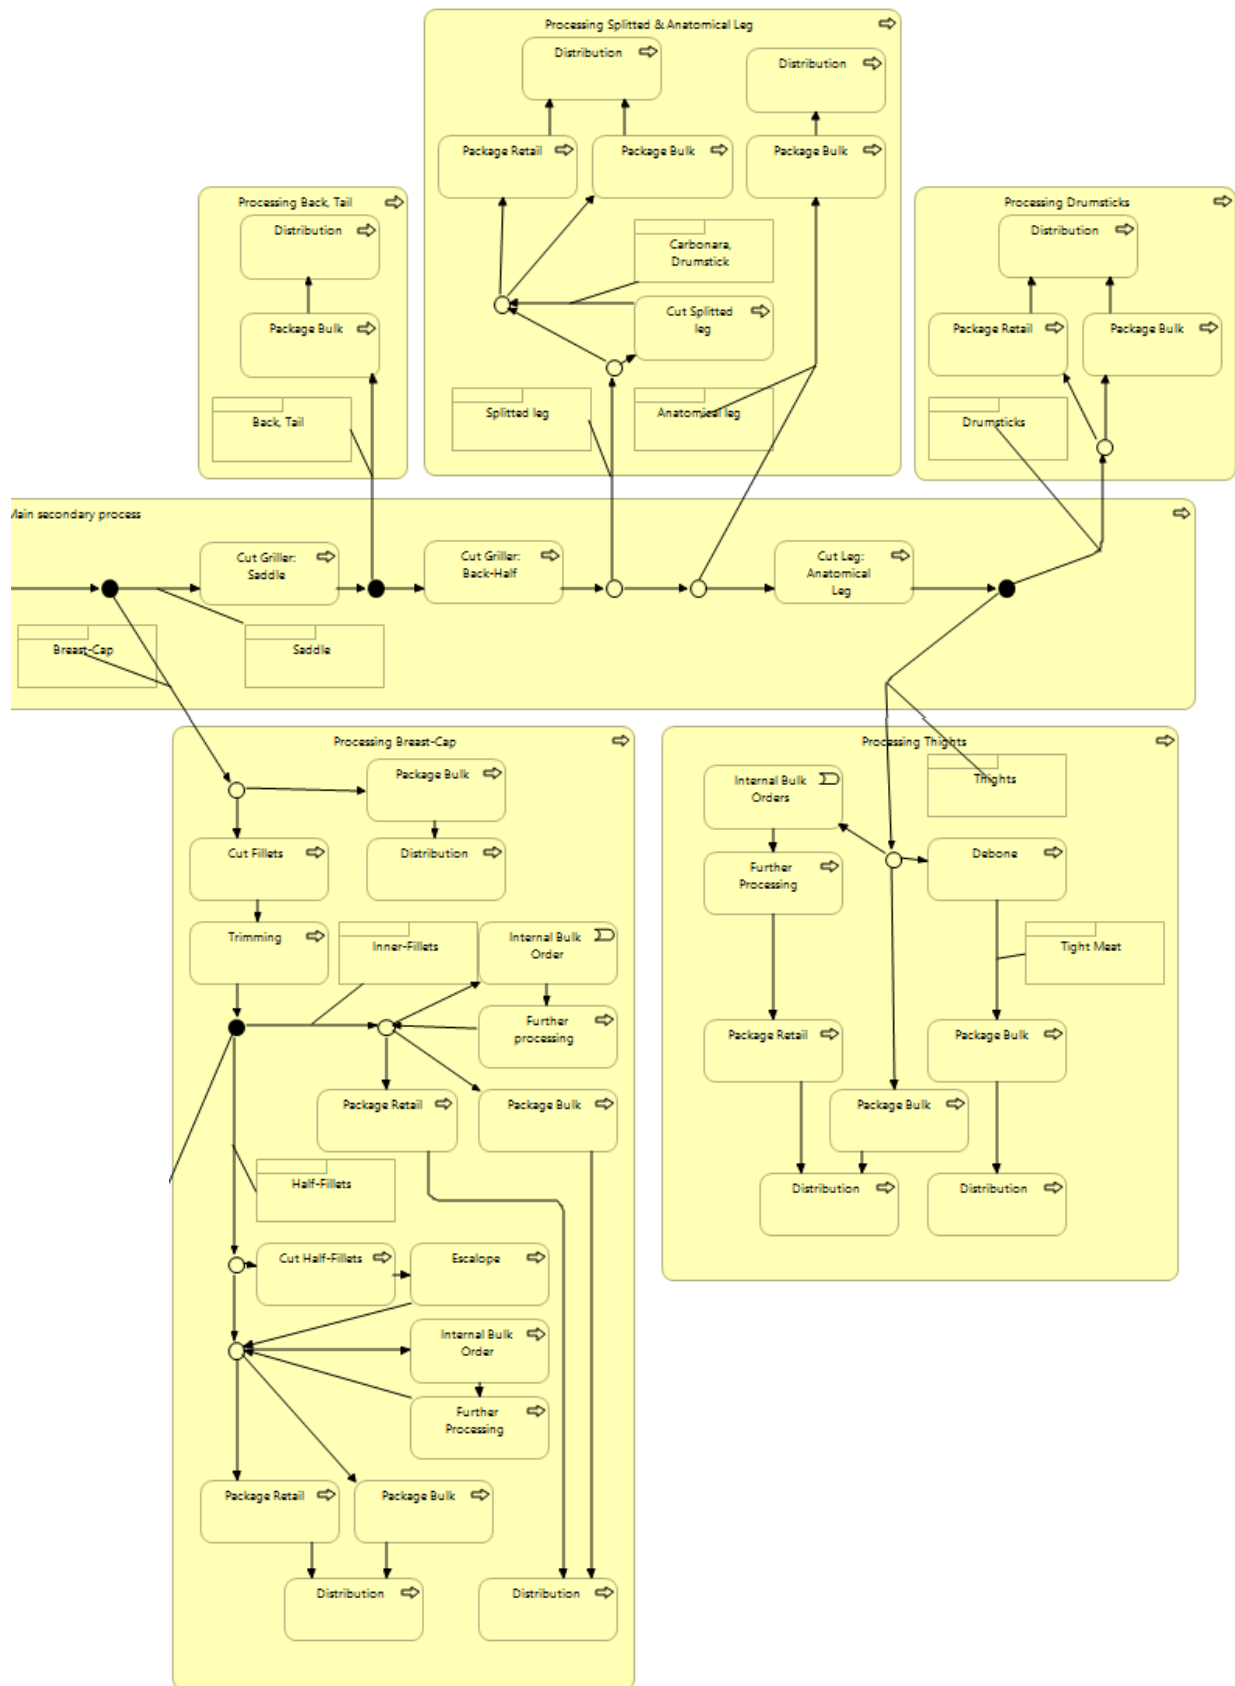 Processing Splitted & Anatomical Leg
Distribution
Distribution
Package Retail
Package Bulk
Package Bulk
Carbonara,
Drumstick
Cut Splitted
leg
Splitted leg
Anatomical leg
Processing Back, Tail
Distribution
Package Bulk
Back, Tail
Processing Drumsticks
Distribution
Package Retail
Package Bulk
Drumsticks
Main secondary process
Cut Griller:
Saddle
Cut Griller:
Back-Half
Cut Leg:
Anatomical
Leg
Breast-Cap
Saddle
Processing Breast-Cap
Package Bulk
Cut Fillets
Distribution
Trimming
Inner-Fillets
Internal Bulk
Order
Further
processing
Package Retail
Package Bulk
Half-Fillets
Cut Half-Fillets
Escalope
Internal Bulk
Order
Further
Processing
Package Retail
Package Bulk
Distribution
Distribution
Processing Thights
Internal Bulk
Orders
Thights
Further
Processing
Debone
Tight Meat
Package Retail
Package Bulk
Package Bulk
Distribution
Distribution